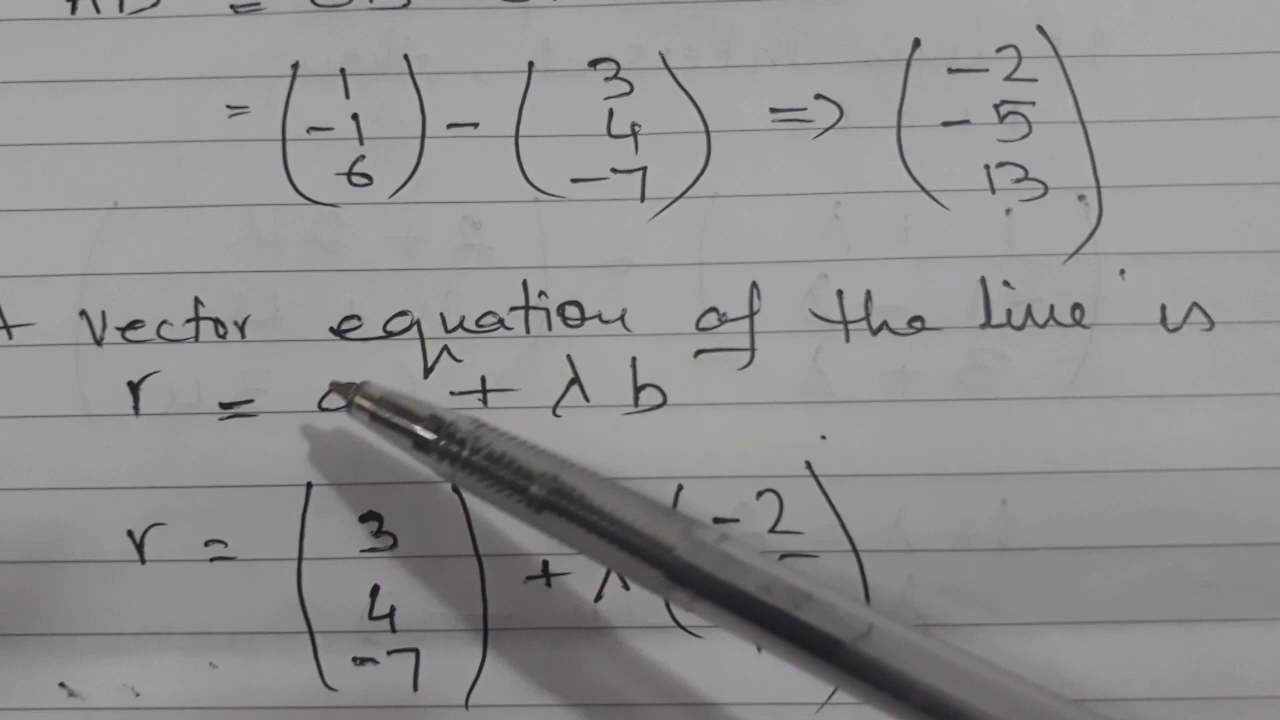 = (1 -1 6) - (3 4 -7) => (-2 -5 13)
vector equation of the line is
r = a + λ b
r = (3 4 -7) + λ (-2